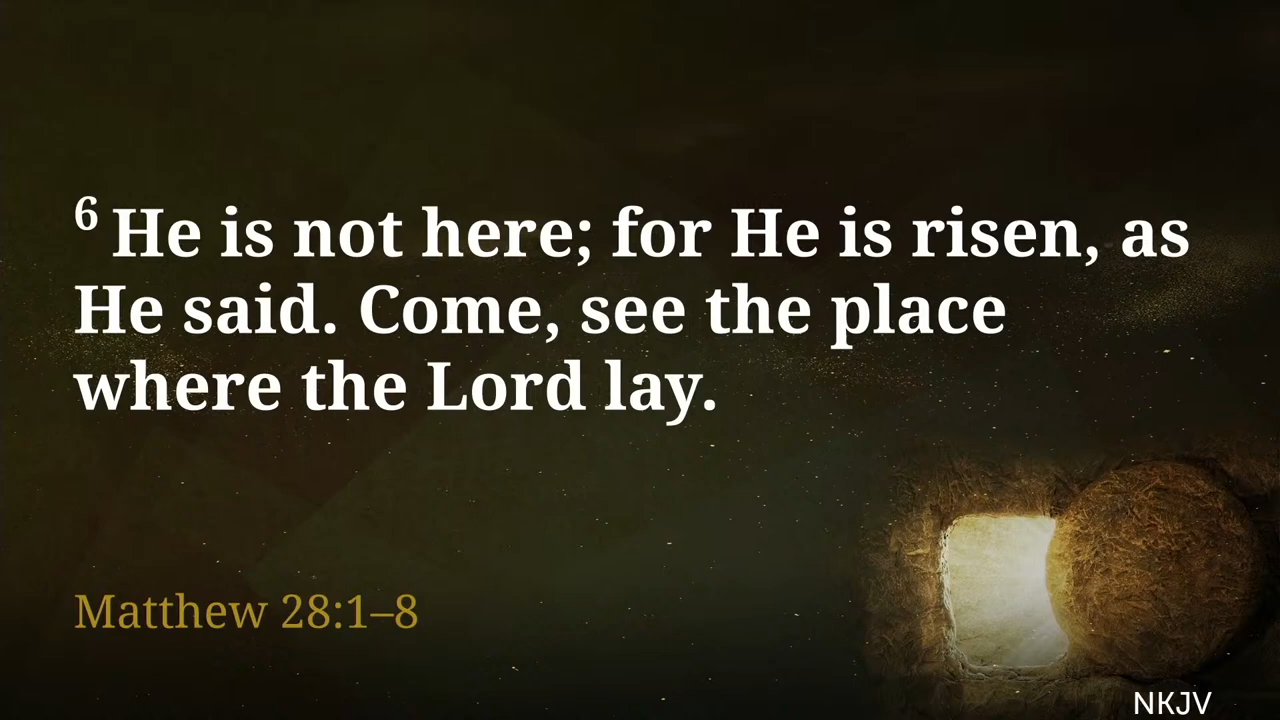 6 He is not here; for He is risen, as
He said. Come, see the place
where the Lord lay.
Matthew 28:1–8
NKJV